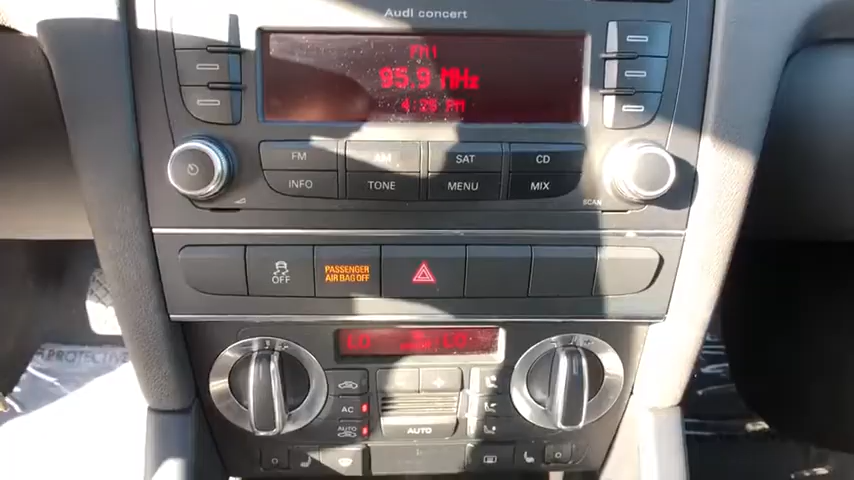 Audi concert
FM1
95.9 MHz
4:25 PM
FM AM SAT CD
INFO TONE MENU MIX
SCAN
OFF
PASSENGER
AIR BAG OFF
LO LO
AC
AUTO
AUTO